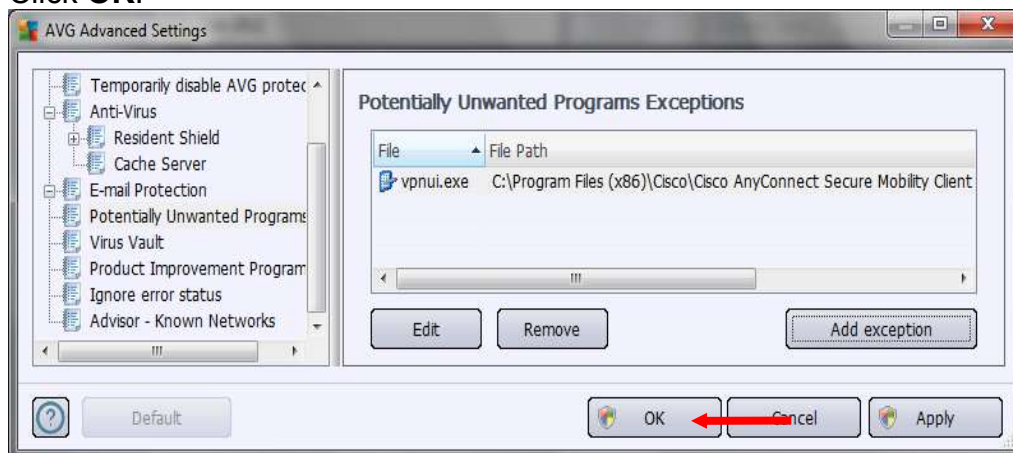 Click OK.
AVG Advanced Settings
Temporarily disable AVG protec
Anti-Virus
Resident Shield
Cache Server
E-mail Protection
Potentially Unwanted Programs
Virus Vault
Product Improvement Program
Ignore error status
Advisor - Known Networks
Potentially Unwanted Programs Exceptions
File File Path
vpnui.exe C:\Program Files (x86)\Cisco\Cisco AnyConnect Secure Mobility Client
Edit Remove Add exception
? Default OK Cancel Apply